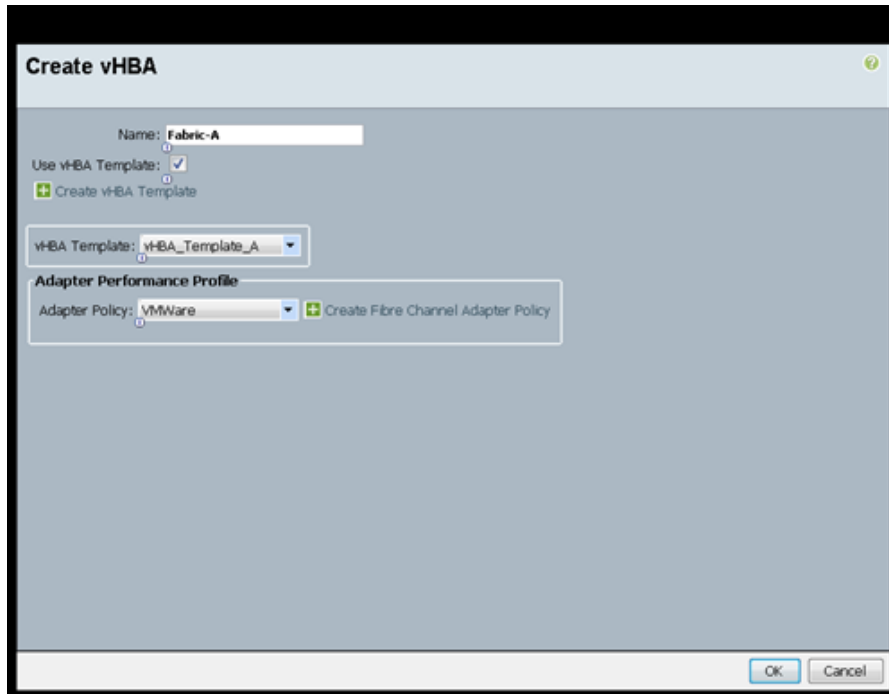 Create vHBA
Name: Fabric-A
Use vHBA Template:
Create vHBA Template
vHBA Template: vHBA_Template_A
Adapter Performance Profile
Adapter Policy: VMWare Create Fibre Channel Adapter Policy
OK Cancel